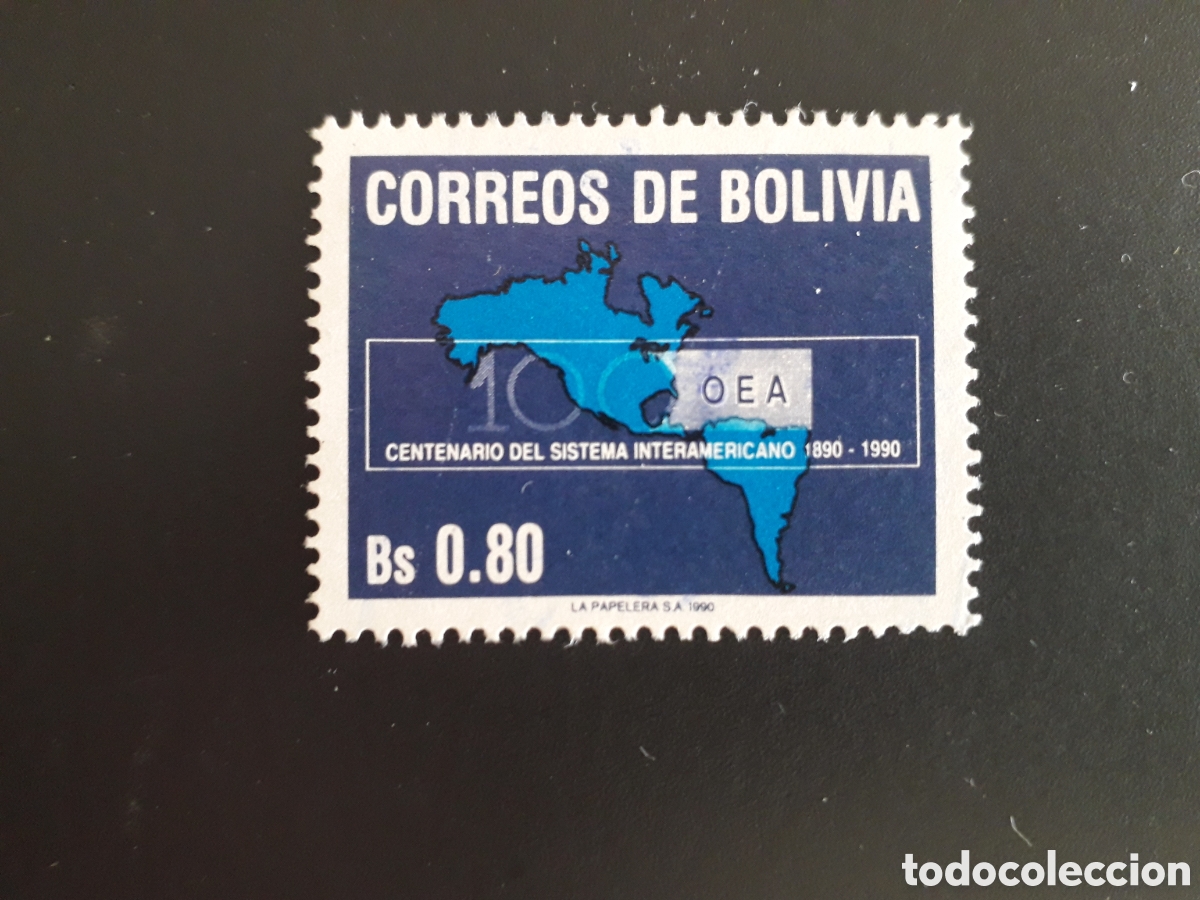 CORREOS DE BOLIVIA
100 OEA
CENTENARIO DEL SISTEMA INTERAMERICANO 1890 - 1990
Bs 0.80
LA PAPELERA S.A. 1990
todocoleccion